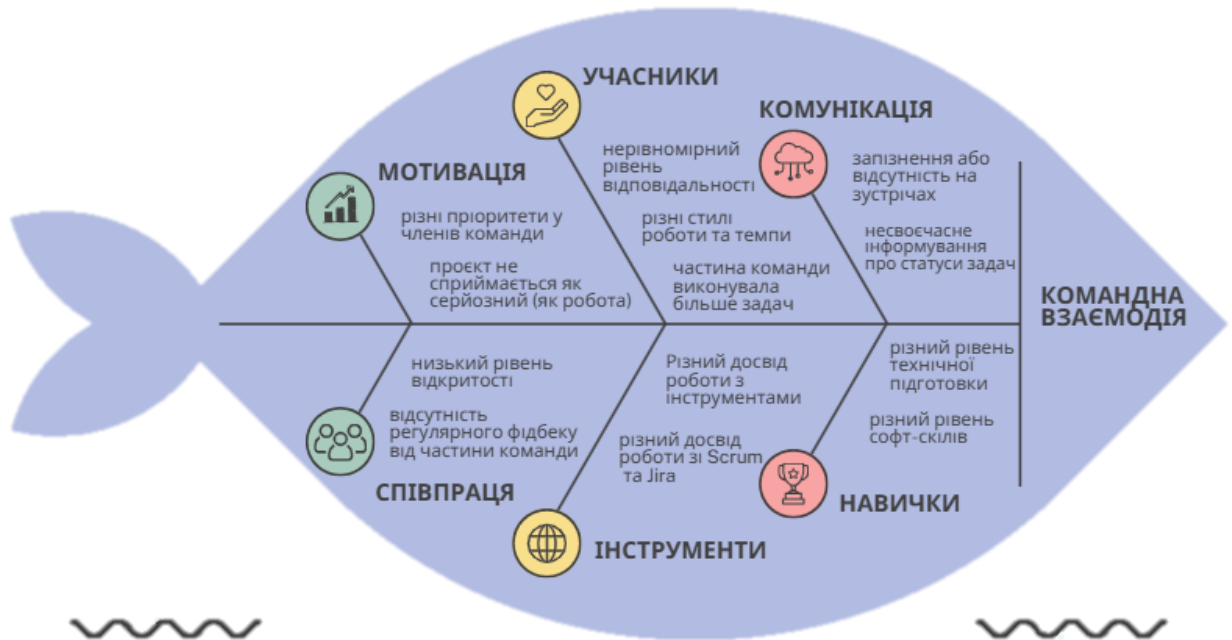 УЧАСНИКИ
нерівномірний
рівень
відповідальності
різні стилі
роботи та темпи
частина команди
виконувала
більше задач
КОМУНІКАЦІЯ
запізнення або
відсутність на
зустрічах
несвоєчасне
інформування
про статуси задач
МОТИВАЦІЯ
різні пріоритети у
членів команди
проєкт не
сприймається як
серйозний (як робота)
КОМАНДНА
ВЗАЄМОДІЯ
низький рівень
відкритості
відсутність
регулярного фідбеку
від частини команди
СПІВПРАЦЯ
Різний досвід
роботи з
інструментами
різний досвід
роботи зі Scrum
та Jira
ІНСТРУМЕНТИ
різний рівень
технічної
підготовки
різний рівень
софт-скілів
НАВИЧКИ